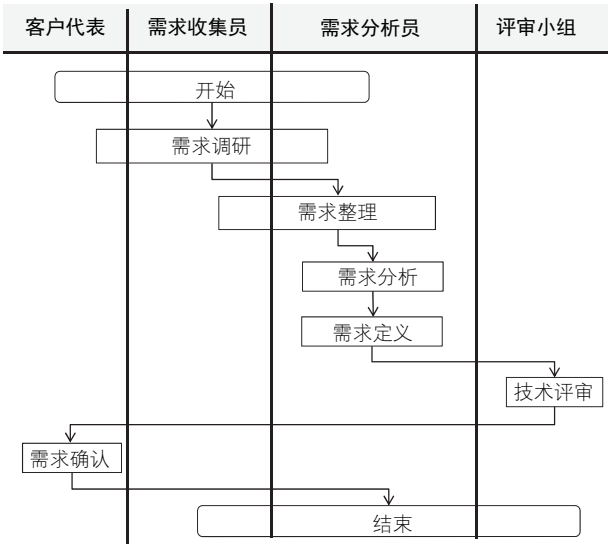 客户代表 需求收集员 需求分析员 评审小组
开始
需求调研
需求整理
需求分析
需求定义
技术评审
需求确认
结束